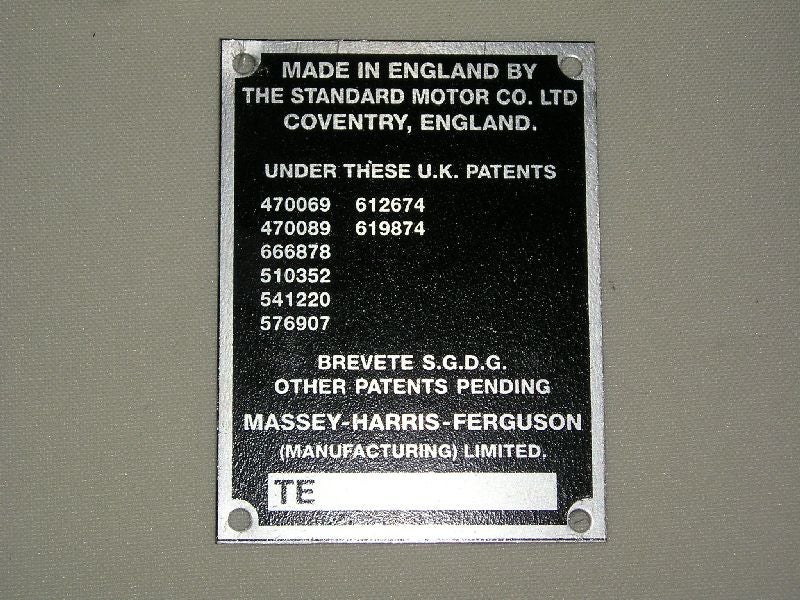 MADE IN ENGLAND BY
THE STANDARD MOTOR CO. LTD
COVENTRY, ENGLAND.
UNDER THESE U.K. PATENTS
470069 612674
470089 619874
666878
510352
541220
576907
BREVETE S.G.D.G.
OTHER PATENTS PENDING
MASSEY-HARRIS-FERGUSON
(MANUFACTURING) LIMITED.
TE